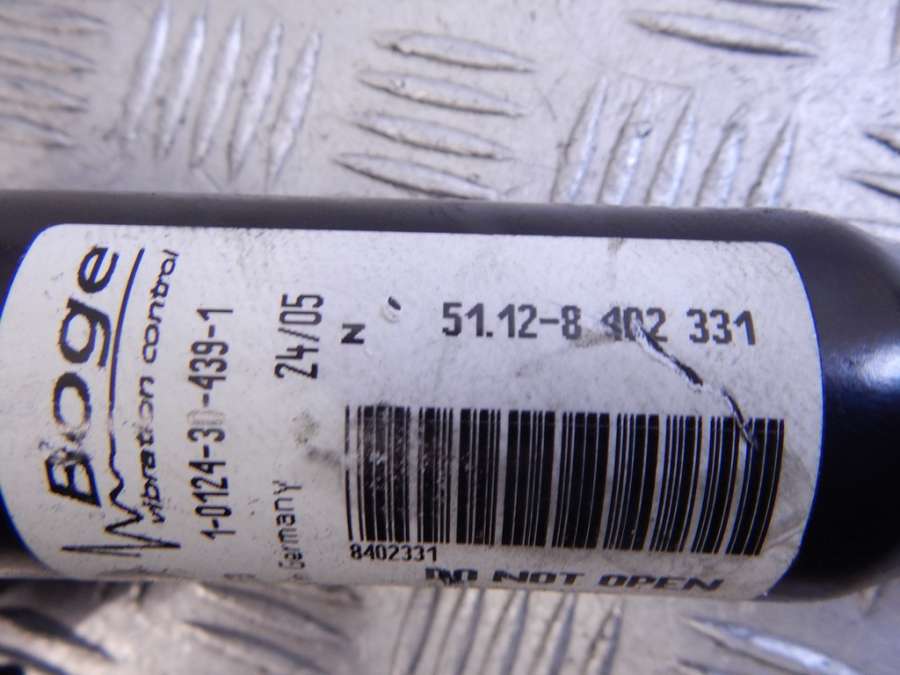 Boge
vibration control
1-0124-30-439-1
24/05
Germany
N
51.12-8 402 331
8402331
DO NOT OPEN